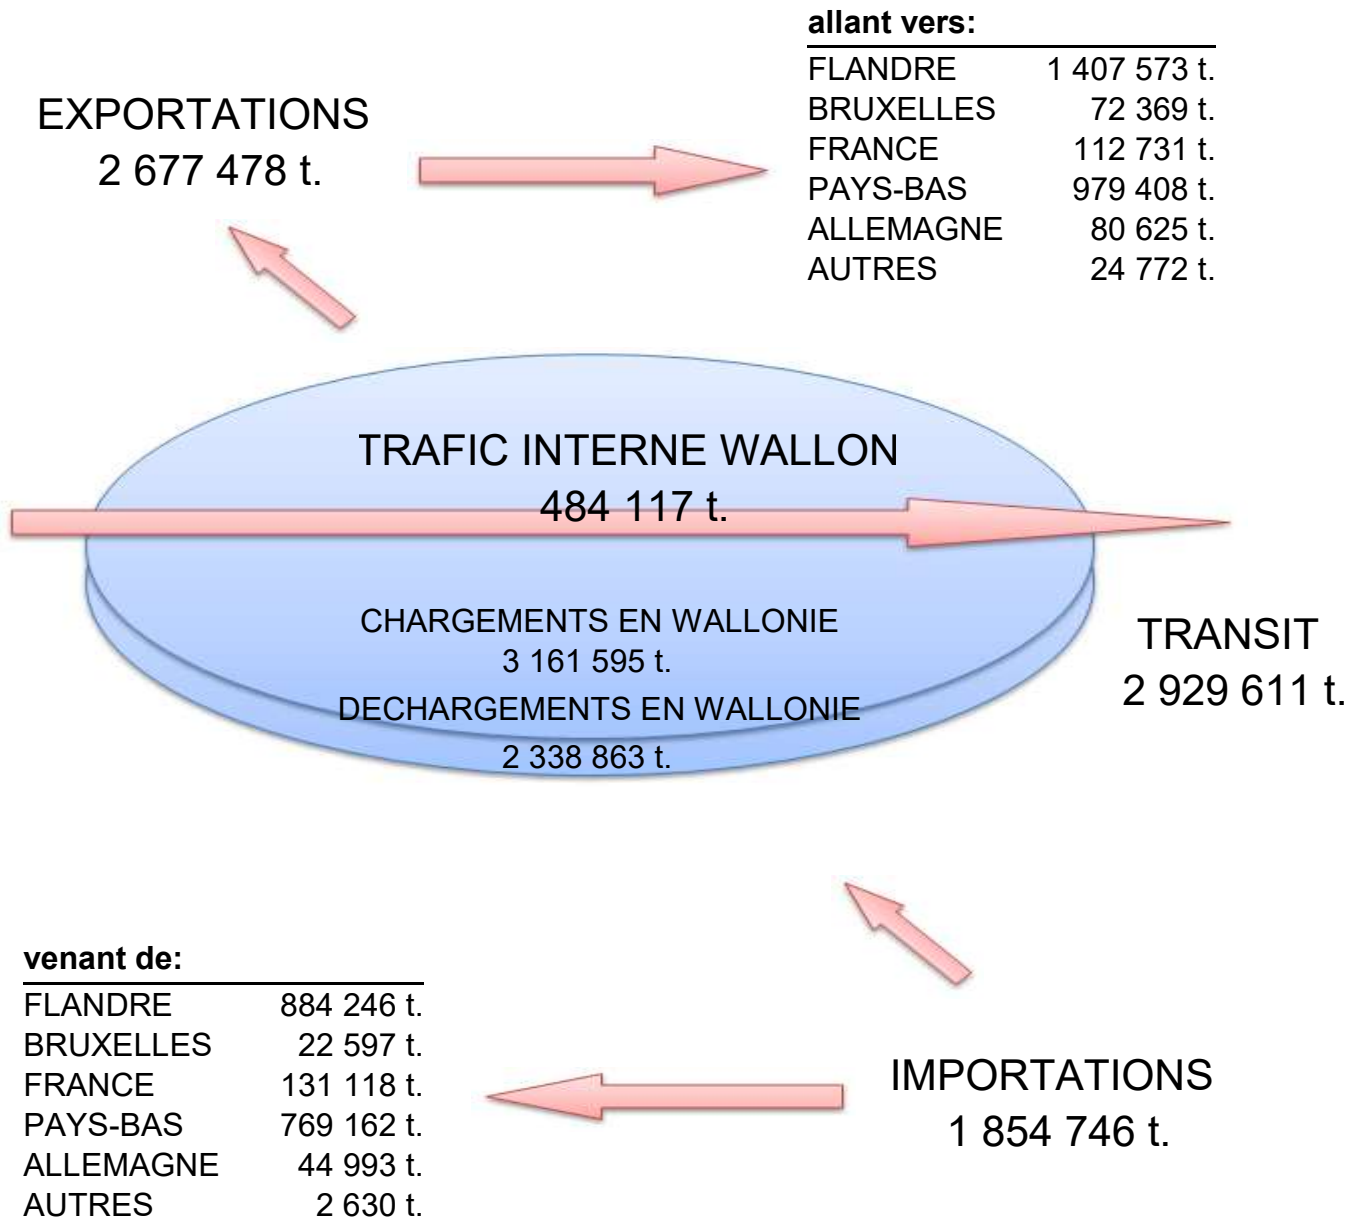 allant vers:
FLANDRE 1 407 573 t.
BRUXELLES 72 369 t.
FRANCE 112 731 t.
PAYS-BAS 979 408 t.
ALLEMAGNE 80 625 t.
AUTRES 24 772 t.
EXPORTATIONS
2 677 478 t.
TRAFIC INTERNE WALLON
484 117 t.
CHARGEMENTS EN WALLONIE
3 161 595 t.
DECHARGEMENTS EN WALLONIE
2 338 863 t.
TRANSIT
2 929 611 t.
venant de:
FLANDRE 884 246 t.
BRUXELLES 22 597 t.
FRANCE 131 118 t.
PAYS-BAS 769 162 t.
ALLEMAGNE 44 993 t.
AUTRES 2 630 t.
IMPORTATIONS
1 854 746 t.